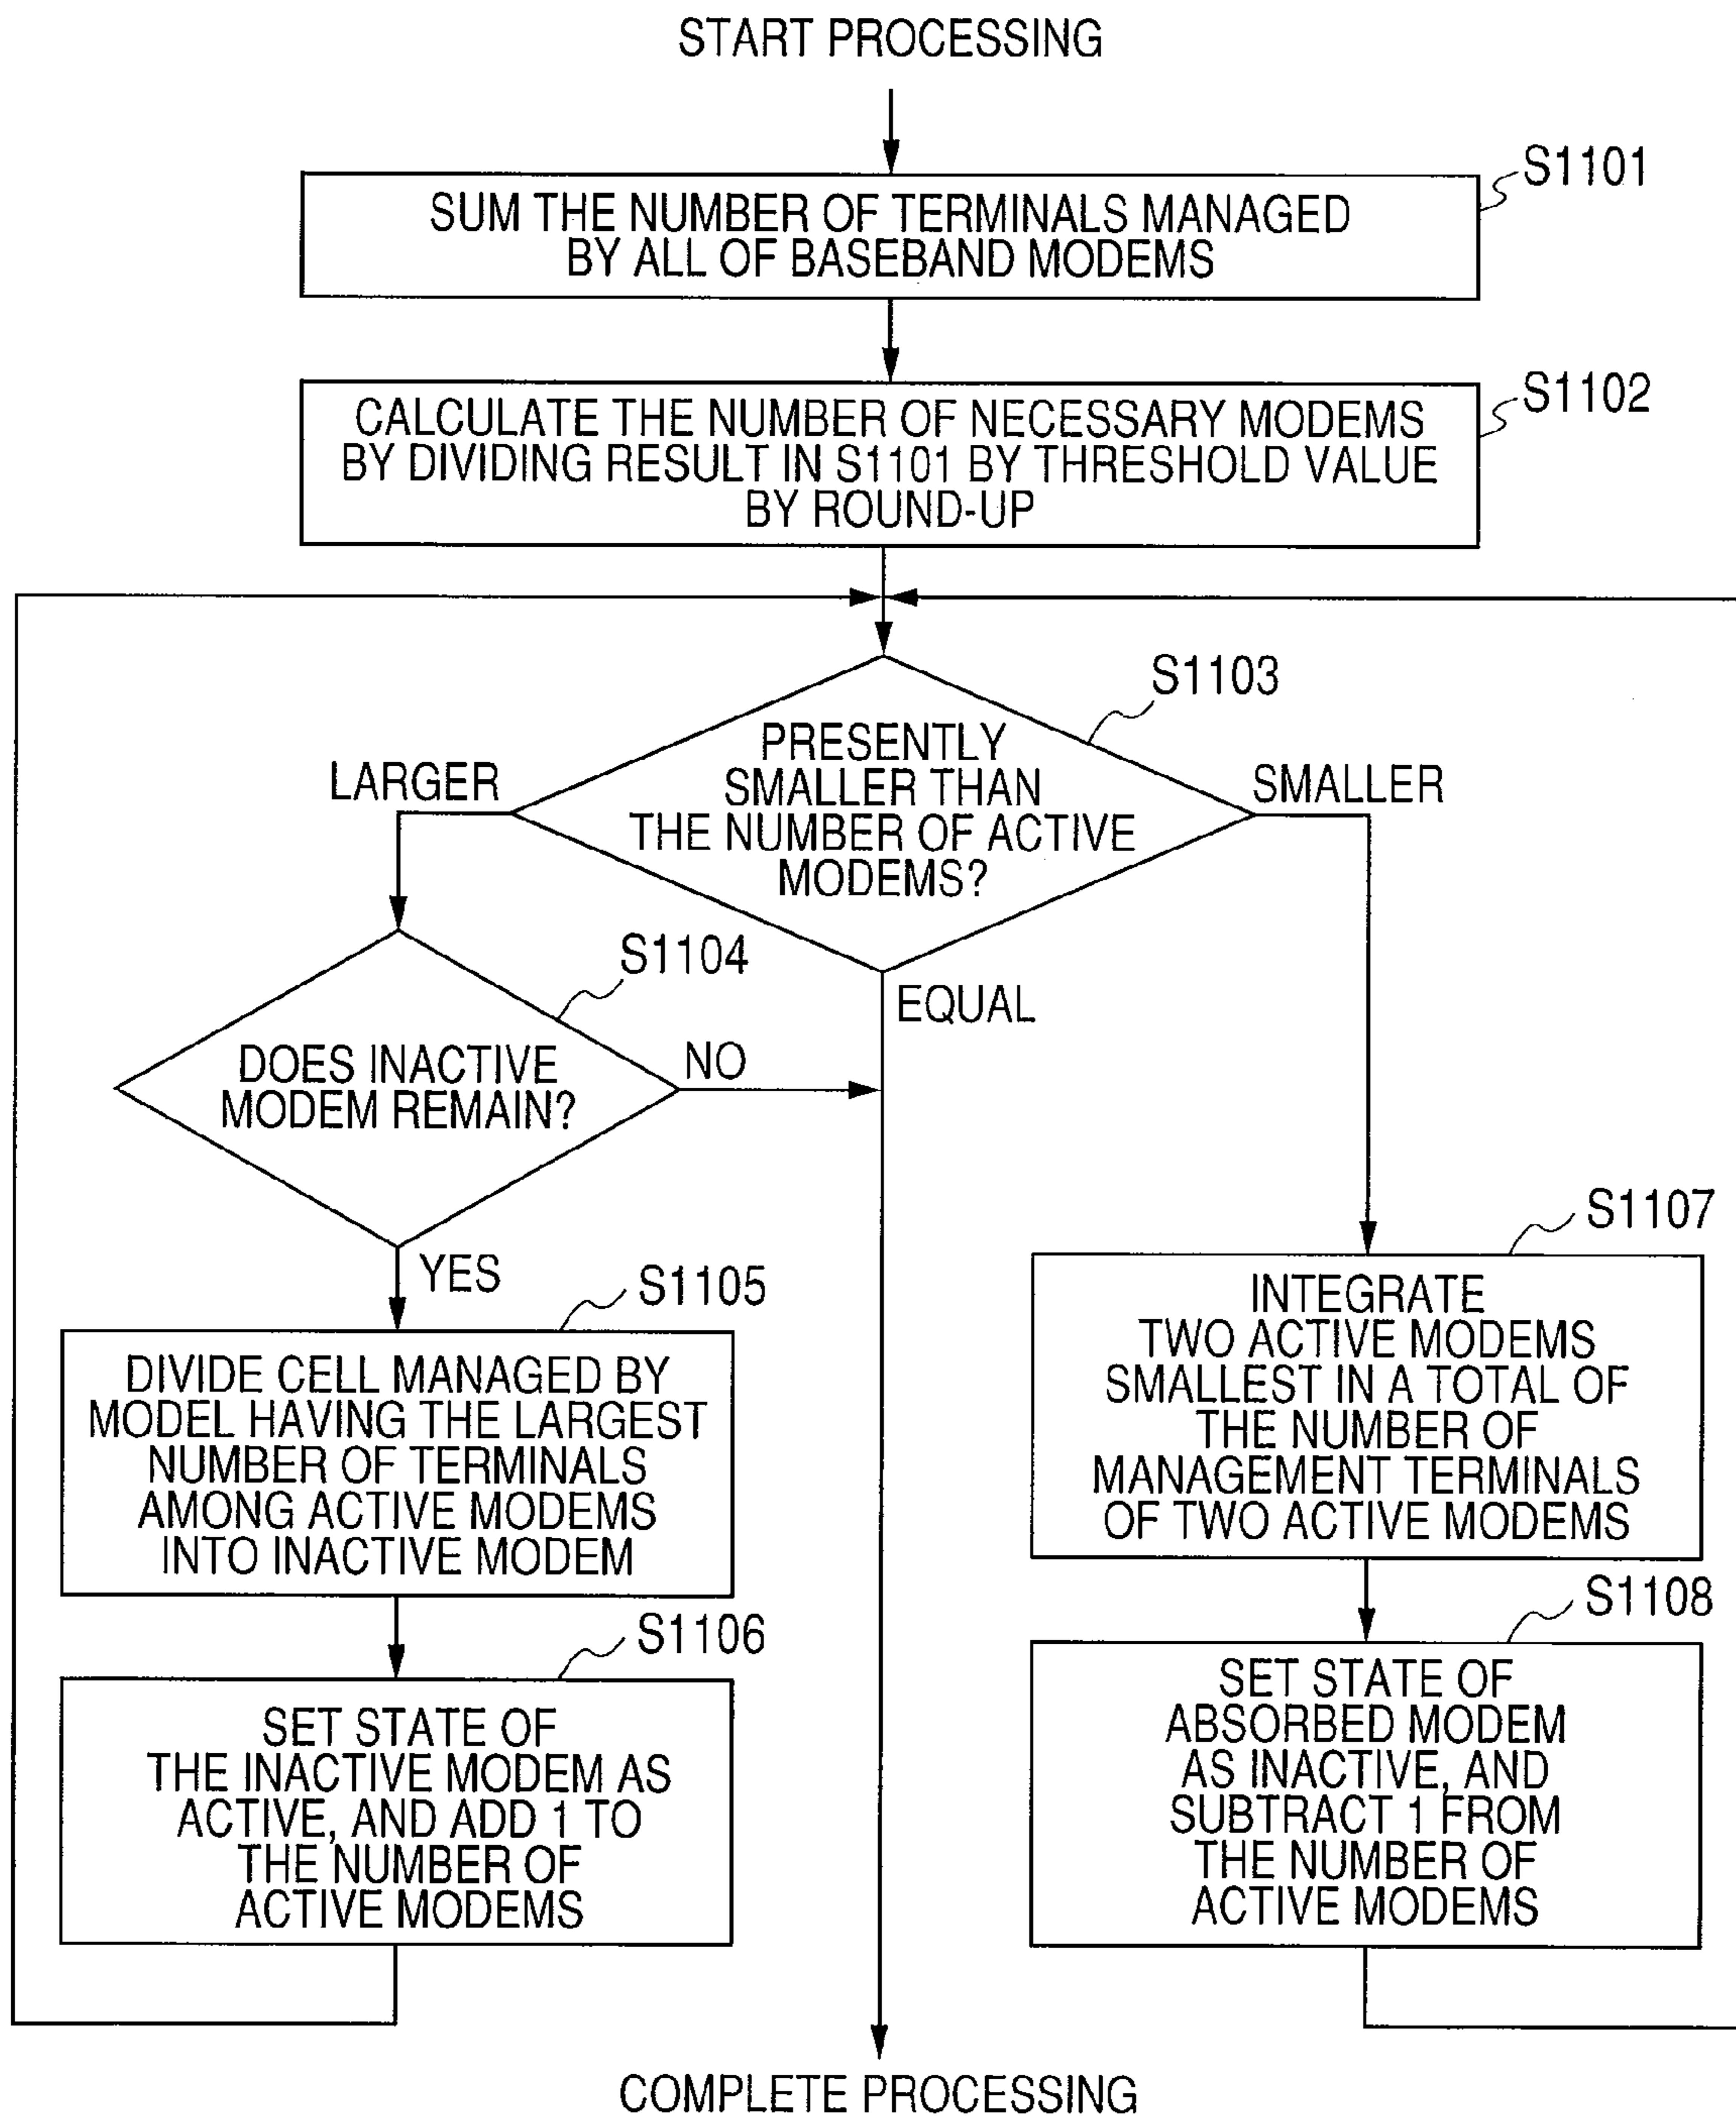 START PROCESSING
S1101
SUM THE NUMBER OF TERMINALS MANAGED
BY ALL OF BASEBAND MODEMS
S1102
CALCULATE THE NUMBER OF NECESSARY MODEMS
BY DIVIDING RESULT IN S1101 BY THRESHOLD VALUE
BY ROUND-UP
S1103
PRESENTLY
SMALLER THAN
THE NUMBER OF ACTIVE
MODEMS?
LARGER
SMALLER
EQUAL
S1104
DOES INACTIVE
MODEM REMAIN?
NO
YES
S1105
DIVIDE CELL MANAGED BY
MODEL HAVING THE LARGEST
NUMBER OF TERMINALS
AMONG ACTIVE MODEMS
INTO INACTIVE MODEM
S1106
SET STATE OF
THE INACTIVE MODEM AS
ACTIVE, AND ADD 1 TO
THE NUMBER OF
ACTIVE MODEMS
S1107
INTEGRATE
TWO ACTIVE MODEMS
SMALLEST IN A TOTAL OF
THE NUMBER OF
MANAGEMENT TERMINALS
OF TWO ACTIVE MODEMS
S1108
SET STATE OF
ABSORBED MODEM
AS INACTIVE, AND
SUBTRACT 1 FROM
THE NUMBER OF
ACTIVE MODEMS
COMPLETE PROCESSING